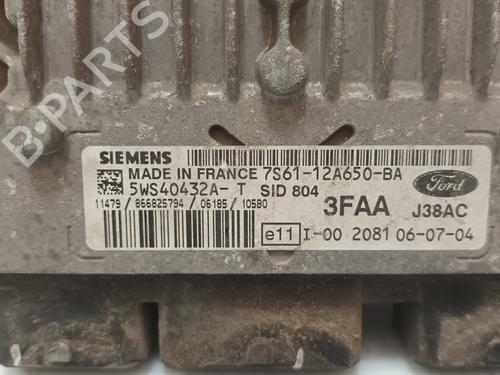 B-PARTS
SIEMENS
MADE IN FRANCE 7S61-12A650-BA
5WS40432A- T SID 804
11479 / 866825794 / 06185 / 10580
3FAA J38AC
Ford
e11 I-00 2081 06-07-04